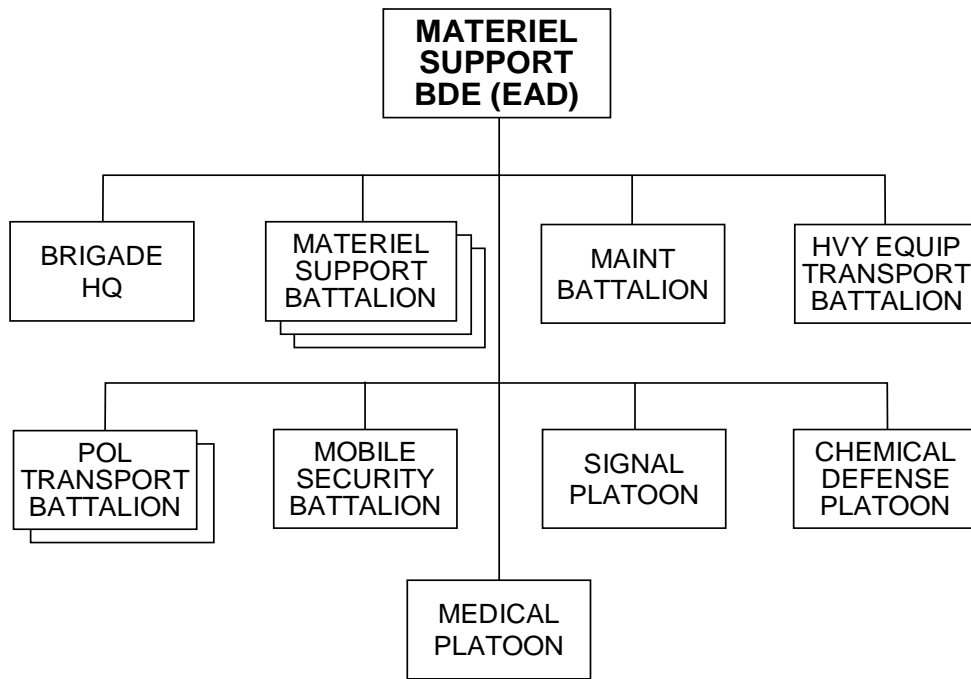 MATERIEL
SUPPORT
BDE (EAD)
BRIGADE
HQ
MATERIEL
SUPPORT
BATTALION
MAINT
BATTALION
HVY EQUIP
TRANSPORT
BATTALION
POL
TRANSPORT
BATTALION
MOBILE
SECURITY
BATTALION
SIGNAL
PLATOON
CHEMICAL
DEFENSE
PLATOON
MEDICAL
PLATOON